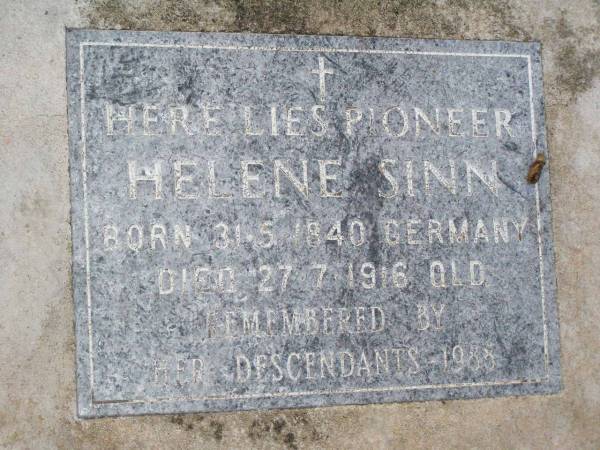 HERE LIES PIONEER
HELENE SINN
BORN 31·5 1840 GERMANY
DIED 27 7 1916 QLD
REMEMBERED BY
HER DESCENDANTS-1988